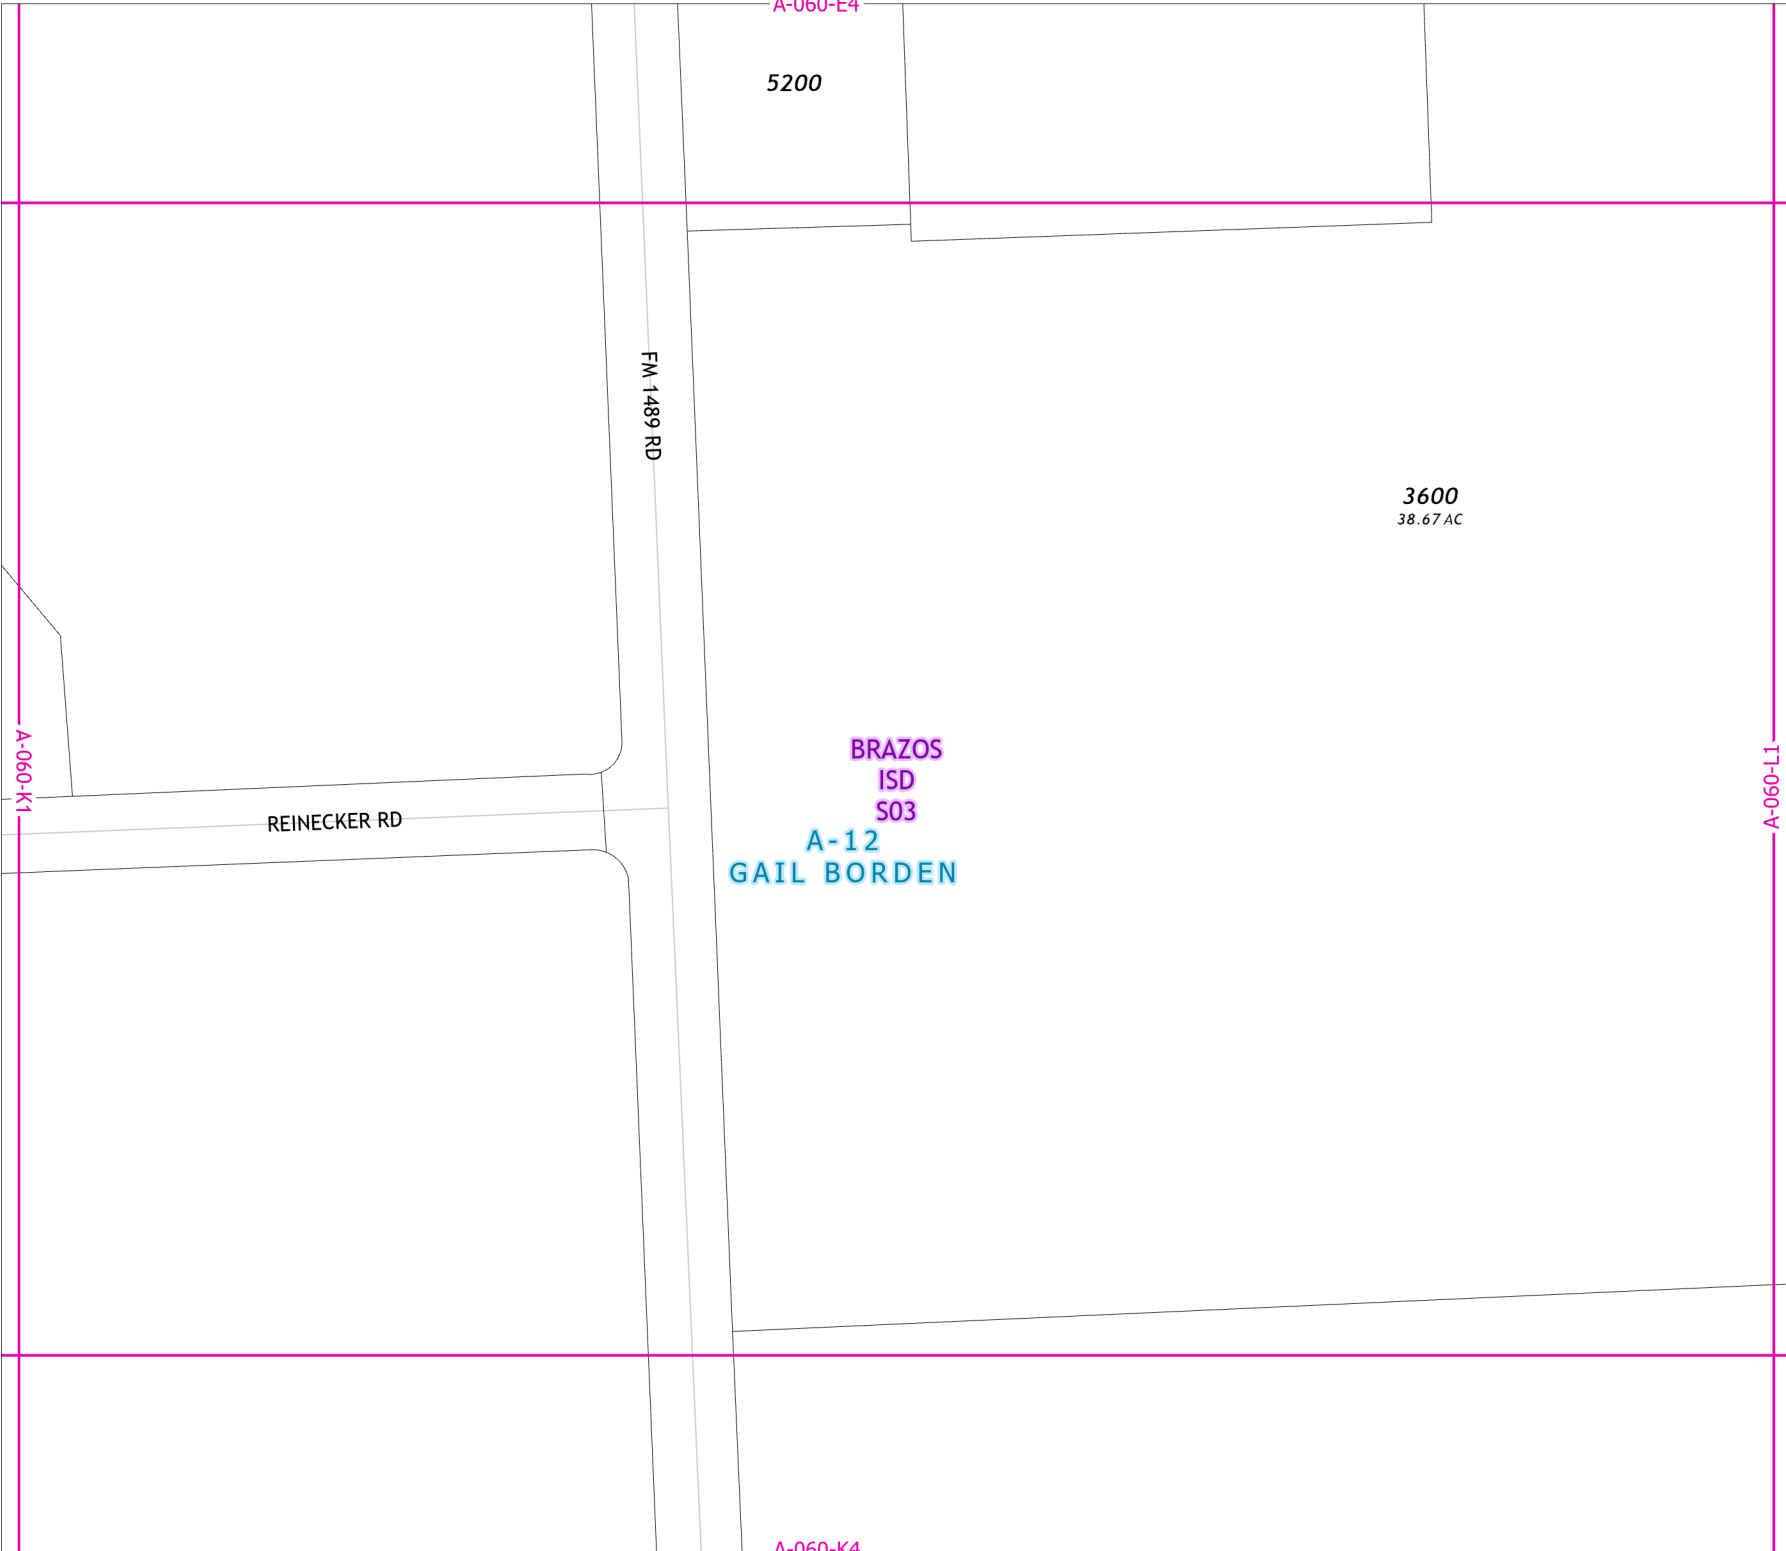 A-060-E4
5200
FM 1489 RD
3600
38.67 AC
A-060-K1
BRAZOS
ISD
S03
A-060-L1
REINECKER RD
A-12
GAIL BORDEN
A-060-K4